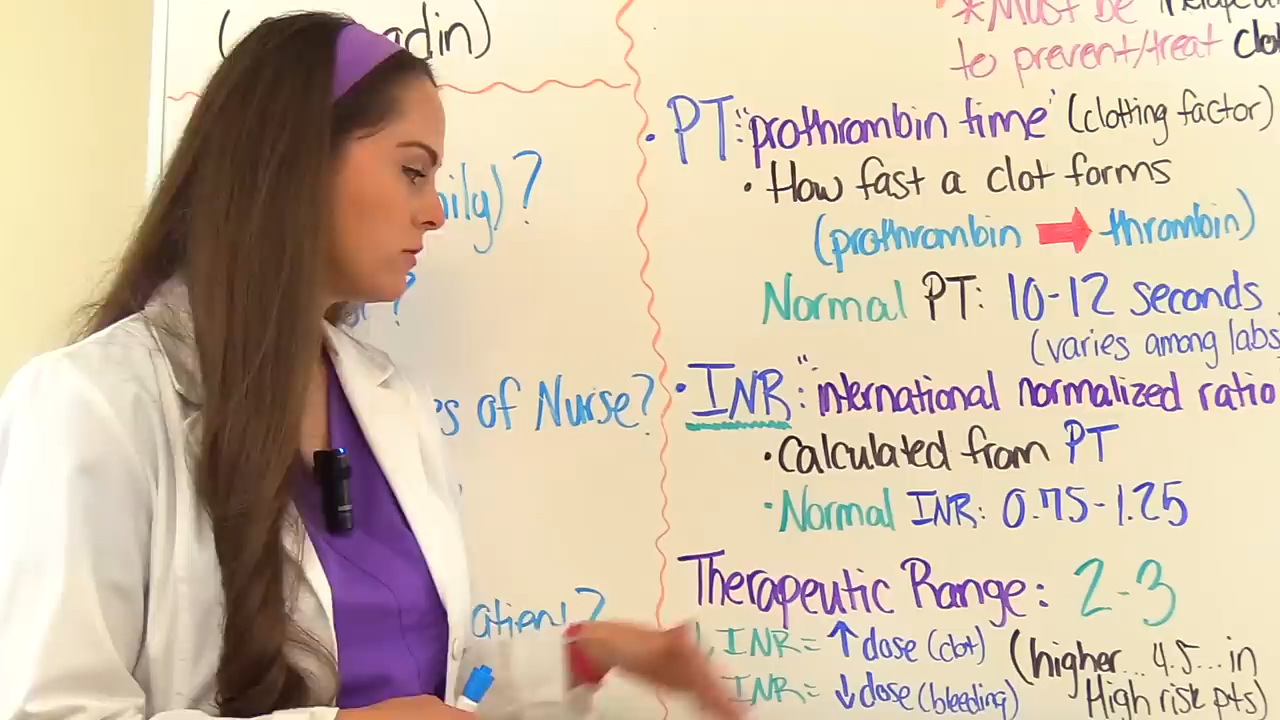 * Must be
to prevent/treat clo
• PT: "prothrombin time" (clotting factor)
• How fast a clot forms
(prothrombin → thrombin)
Normal PT: 10-12 seconds
(varies among labs
• INR: "international normalized ratio
• Calculated from PT
• Normal INR: 0.75-1.25
Therapeutic Range: 2-3
INR = ↑ dose (clot)
INR = ↓ dose (bleeding)
(higher... 4.5... in
High risk pts)
adin)
ily)?
?
s of Nurse?
atient?